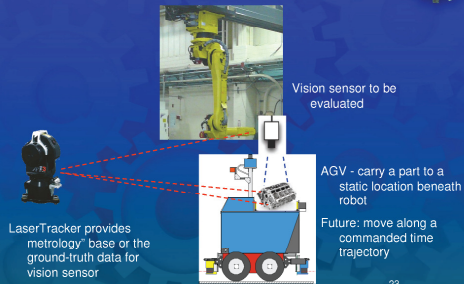 Vision sensor to be
evaluated
AGV - carry a part to a
static location beneath
robot
Future: move along a
commanded time
trajectory
LaserTracker provides
metrology" base or the
ground-truth data for
vision sensor
23